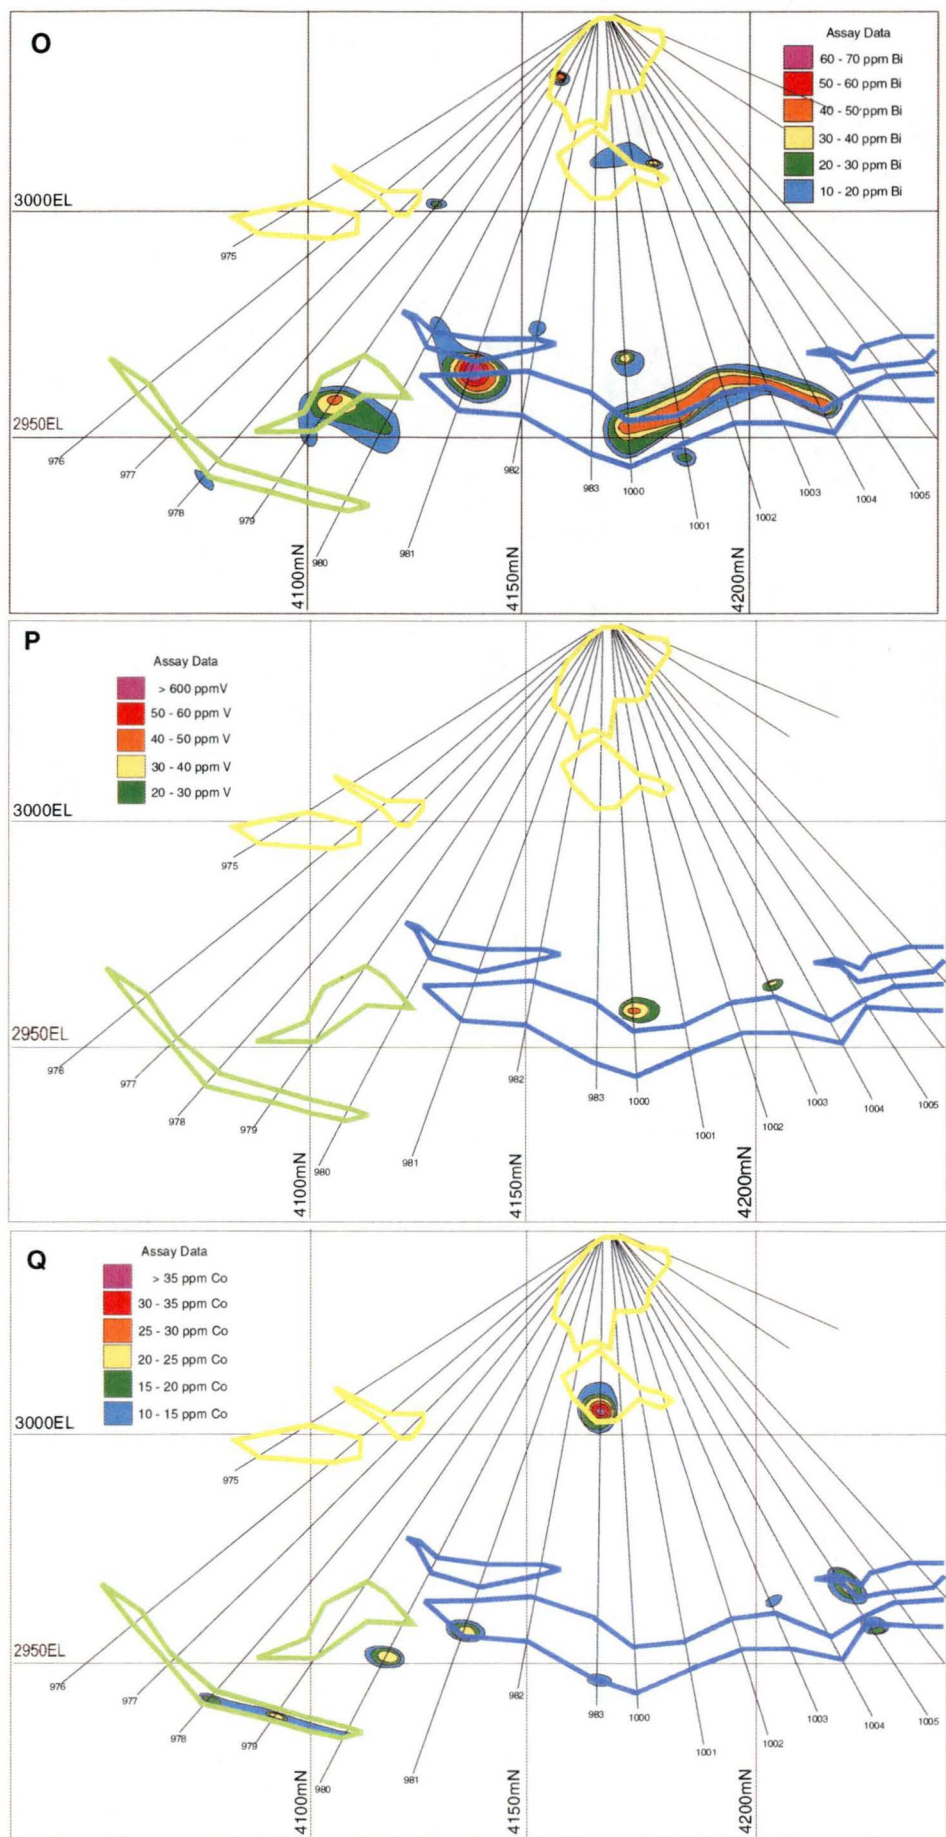 O
Assay Data
60 - 70 ppm Bi
50 - 60 ppm Bi
40 - 50 ppm Bi
30 - 40 ppm Bi
20 - 30 ppm Bi
10 - 20 ppm Bi
3000EL
975
2950EL
976
977
978
979
980
981
982
983
1000
1001
1002
1003
1004
1005
4100mN
4150mN
4200mN
P
Assay Data
> 600 ppmV
50 - 60 ppm V
40 - 50 ppm V
30 - 40 ppm V
20 - 30 ppm V
3000EL
975
2950EL
976
977
978
979
980
981
982
983
1000
1001
1002
1003
1004
1005
4100mN
4150mN
4200mN
Q
Assay Data
> 35 ppm Co
30 - 35 ppm Co
25 - 30 ppm Co
20 - 25 ppm Co
15 - 20 ppm Co
10 - 15 ppm Co
3000EL
975
2950EL
976
977
978
979
980
981
982
983
1000
1001
1002
1003
1004
1005
4100mN
4150mN
4200mN